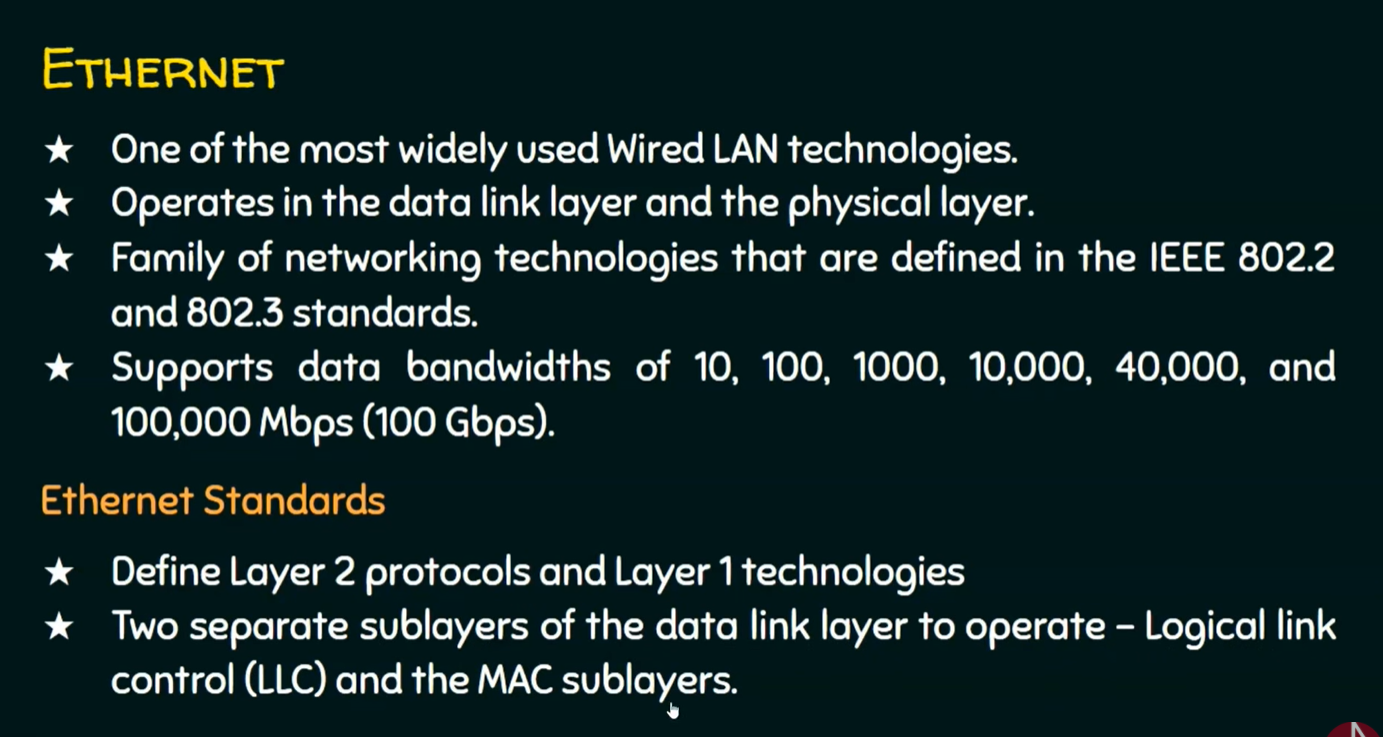 ETHERNET
★ One of the most widely used Wired LAN technologies.
★ Operates in the data link layer and the physical layer.
★ Family of networking technologies that are defined in the IEEE 802.2
and 802.3 standards.
★ Supports data bandwidths of 10, 100, 1000, 10,000, 40,000, and
100,000 Mbps (100 Gbps).
Ethernet Standards
★ Define Layer 2 protocols and Layer 1 technologies
★ Two separate sublayers of the data link layer to operate – Logical link
control (LLC) and the MAC sublayers.